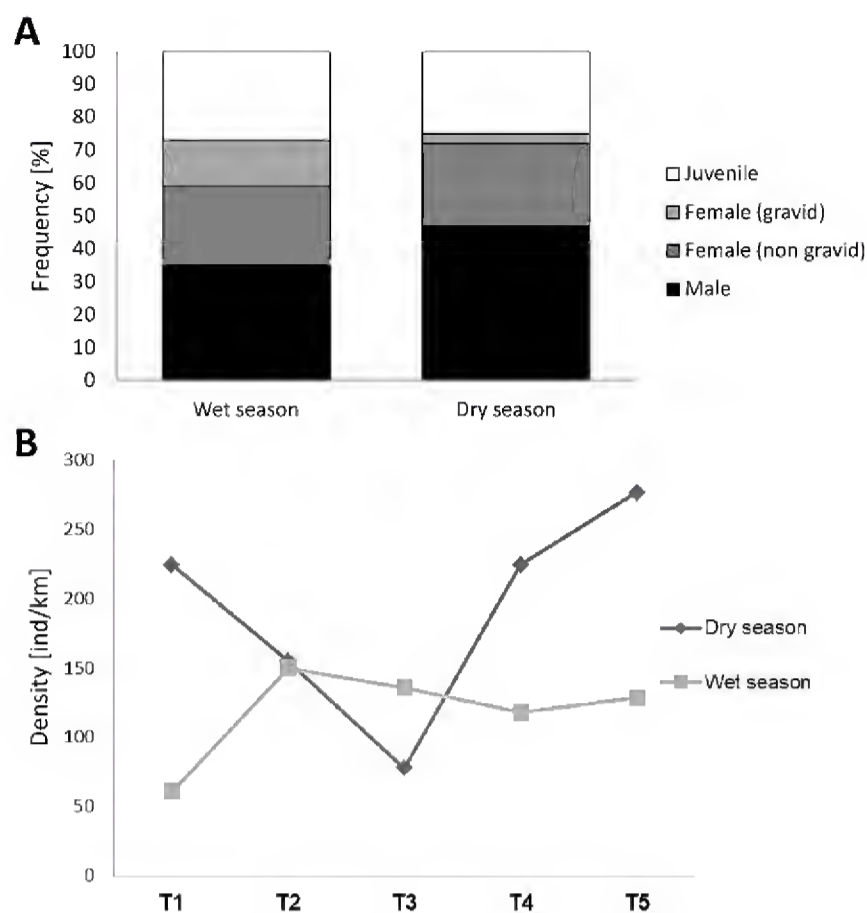 A
100
90
80
70
60
50
40
30
20
10
0
Frequency [%]
Wet season
Dry season
Juvenile
Female (gravid)
Female (non gravid)
Male
B
300
250
200
150
100
50
0
Density [ind/km]
T1
T2
T3
T4
T5
Dry season
Wet season